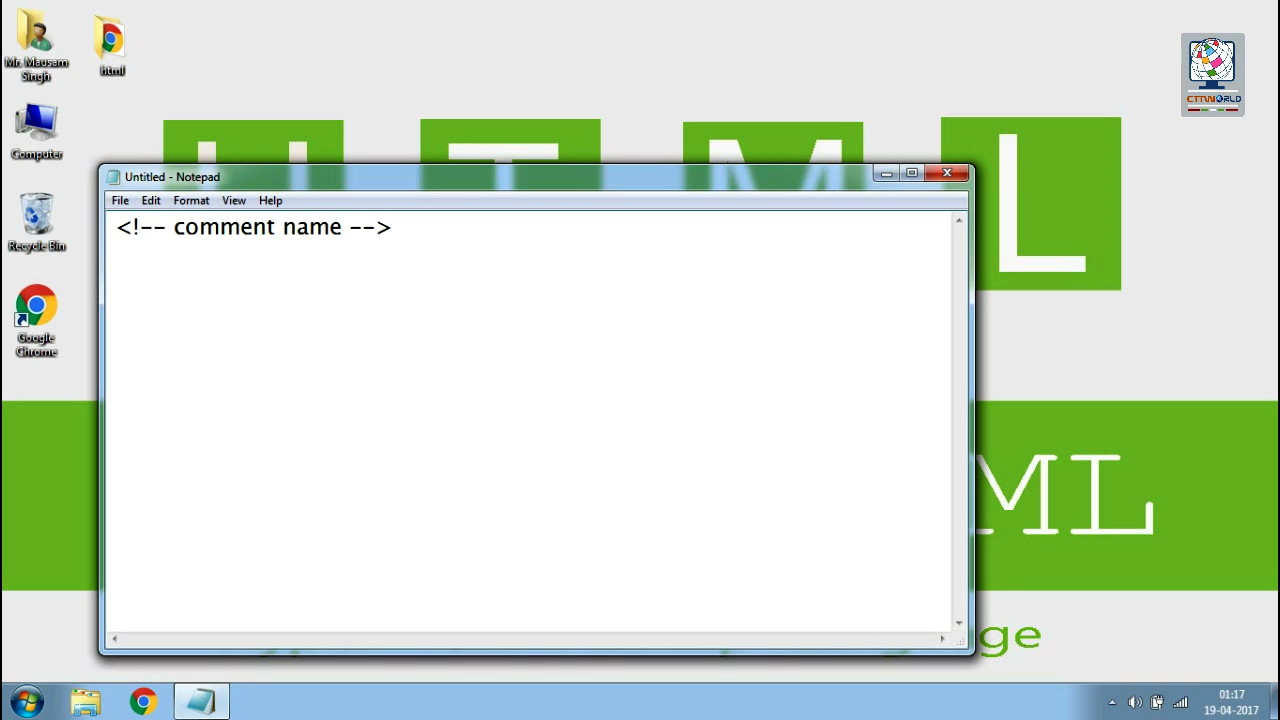 Mr. Mausam
Singh
html
CTTWORLD
Computer
H T M L
Untitled - Notepad
File Edit Format View Help
<!-- comment name -->
Recycle Bin
Google
Chrome
ML
ge
01:17
19-04-2017